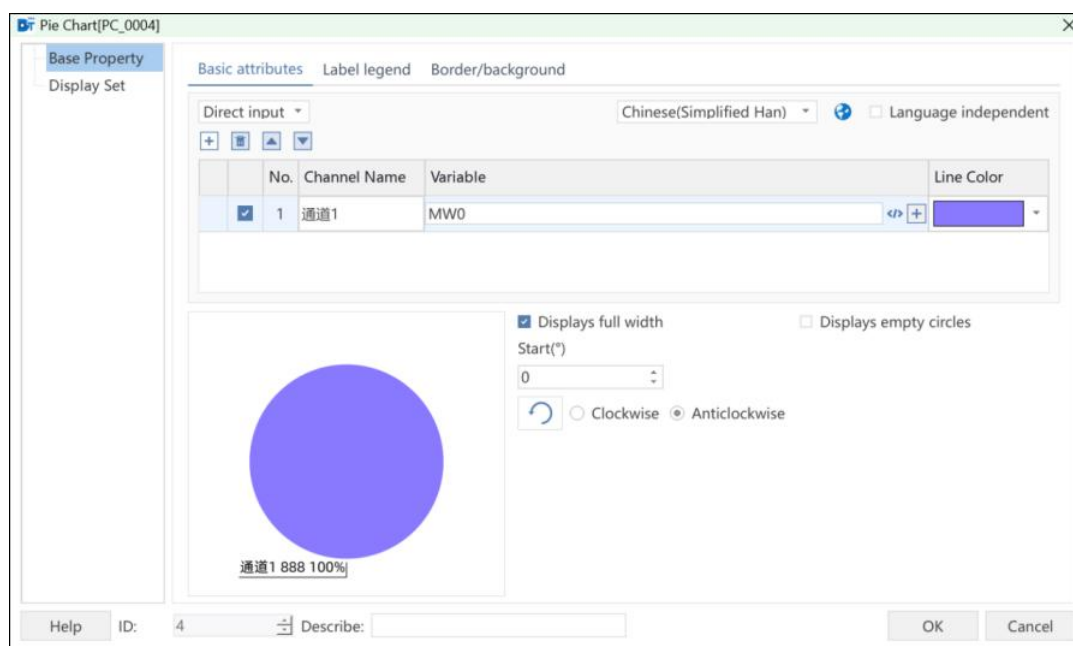 DT Pie Chart[PC_0004]
Base Property
Display Set
Basic attributes Label legend Border/background
Direct input Chinese(Simplified Han) Language independent
No. Channel Name Variable Line Color
1 通道1 MW0 </>
Displays full width Displays empty circles
Start(°)
0
Clockwise Anticlockwise
通道1 888 100%
Help ID: 4 Describe: OK Cancel